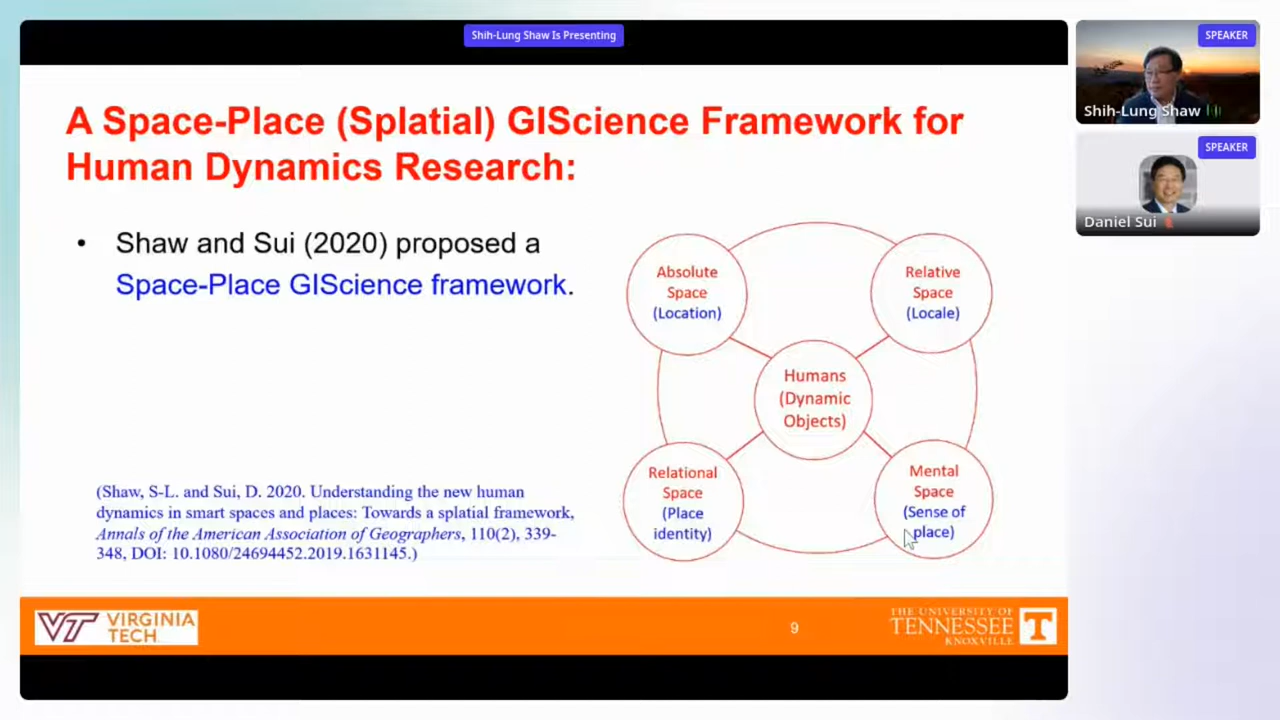 Shih-Lung Shaw Is Presenting
A Space-Place (Splatial) GIScience Framework for
Human Dynamics Research:
• Shaw and Sui (2020) proposed a
Space-Place GIScience framework.
Absolute
Space
(Location)
Relative
Space
(Locale)
Humans
(Dynamic
Objects)
Relational
Space
(Place
identity)
Mental
Space
(Sense of
place)
(Shaw, S-L. and Sui, D. 2020. Understanding the new human
dynamics in smart spaces and places: Towards a splatial framework,
Annals of the American Association of Geographers, 110(2), 339-
348, DOI: 10.1080/24694452.2019.1631145.)
VT VIRGINIA
TECH
9
THE UNIVERSITY OF
TENNESSEE
KNOXVILLE
T
SPEAKER
Shih-Lung Shaw
SPEAKER
Daniel Sui